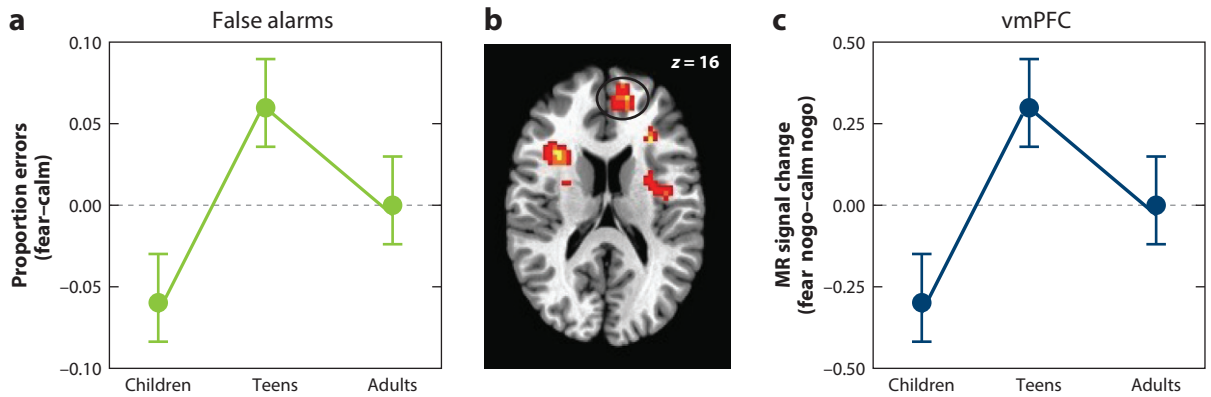 a
False alarms
Proportion errors
(fear–calm)
0.10
0.05
0.00
–0.05
–0.10
Children
Teens
Adults
b
z = 16
c
vmPFC
MR signal change
(fear nogo–calm nogo)
0.50
0.25
0.00
–0.25
–0.50
Children
Teens
Adults